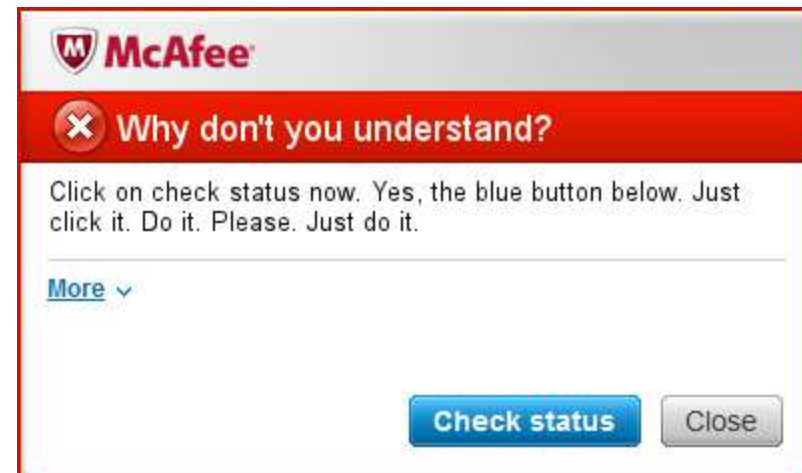 McAfee
Why don't you understand?
Click on check status now. Yes, the blue button below. Just
click it. Do it. Please. Just do it.
More
Check status
Close